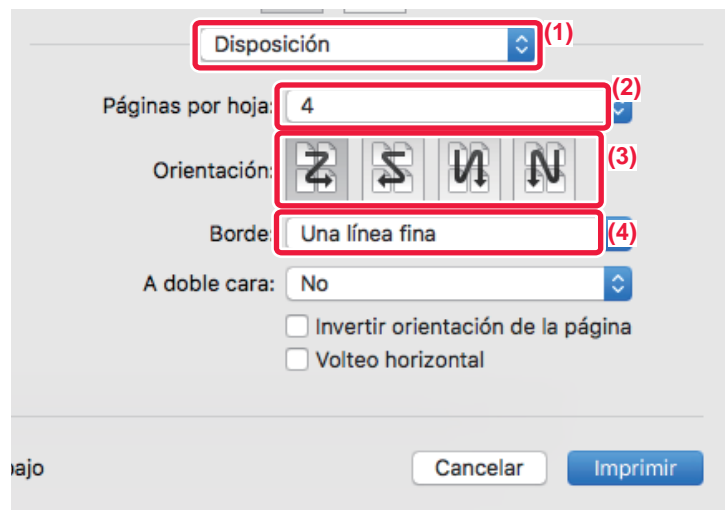 Disposición (1)
Páginas por hoja: 4 (2)
Orientación: (3)
Borde: Una línea fina (4)
A doble cara: No
Invertir orientación de la página
Volteo horizontal
Cancelar Imprimir